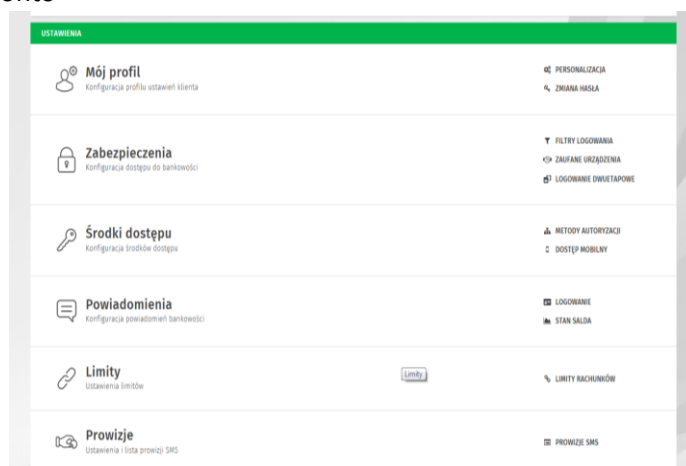 USTAWIENIA
Mój profil
Konfiguracja profilu ustawień klienta
PERSONALIZACJA
ZMIANA HASŁA
Zabezpieczenia
Konfiguracja dostępu do bankowości
FILTRY LOGOWANIA
ZAUFANE URZĄDZENIA
LOGOWANIE DWUETAPOWE
Środki dostępu
Konfiguracja środków dostępu
METODY AUTORYZACJI
DOSTĘP MOBILNY
Powiadomienia
Konfiguracja powiadomień bankowości
LOGOWANIE
STAN SALDA
Limity
Ustawienia limitów
Limity
LIMITY RACHUNKÓW
Prowizje
Ustawienia i lista prowizji SMS
PROWIZJE SMS